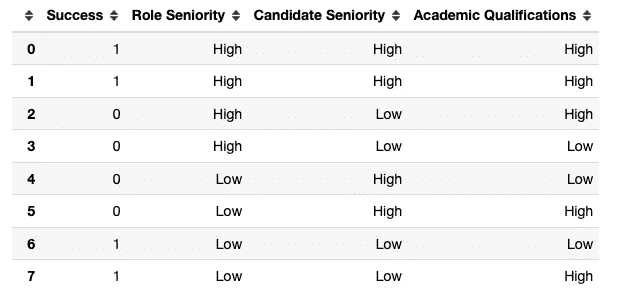 Success Role Seniority Candidate Seniority Academic Qualifications
0 1 High High High
1 1 High High High
2 0 High Low High
3 0 High Low Low
4 0 Low High Low
5 0 Low High High
6 1 Low Low Low
7 1 Low Low High